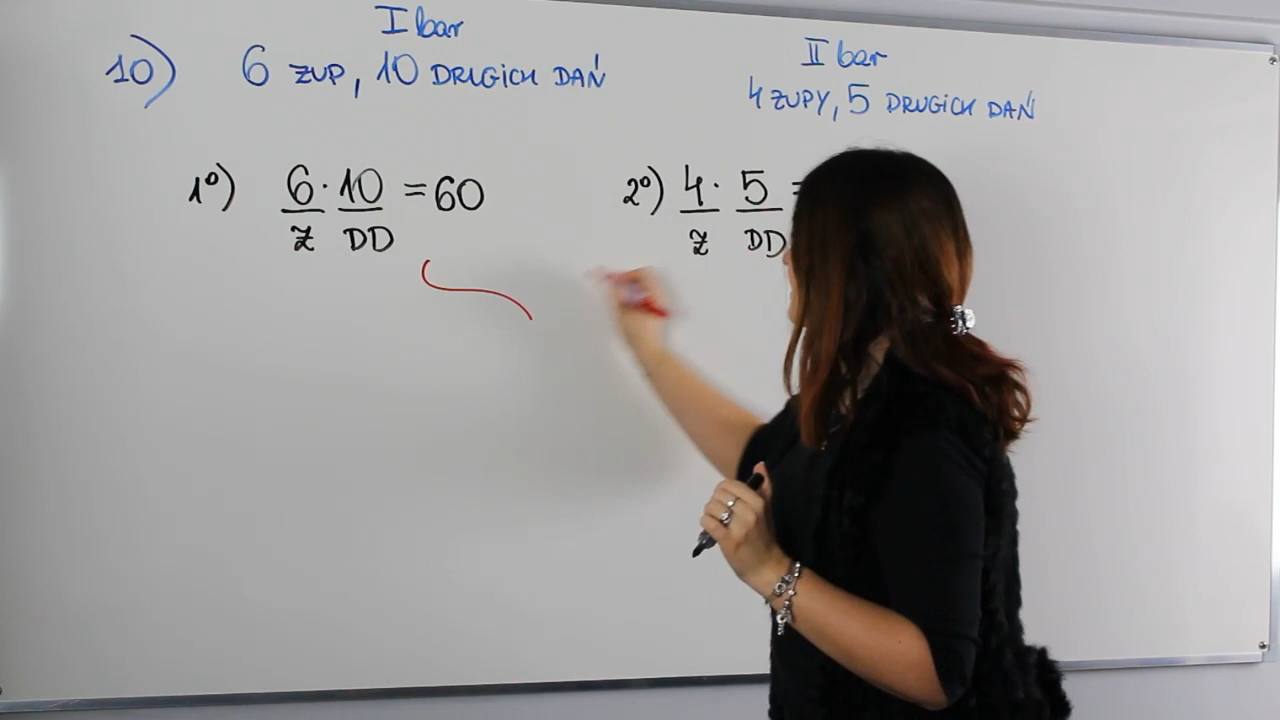 I bar
10) 6 ZUP, 10 DRUGICH DAŃ
II bar
4 ZUPY, 5 DRUGICH DAŃ
1°) 6 · 10 = 60
Z DD
2°) 4 · 5 =
Z DD